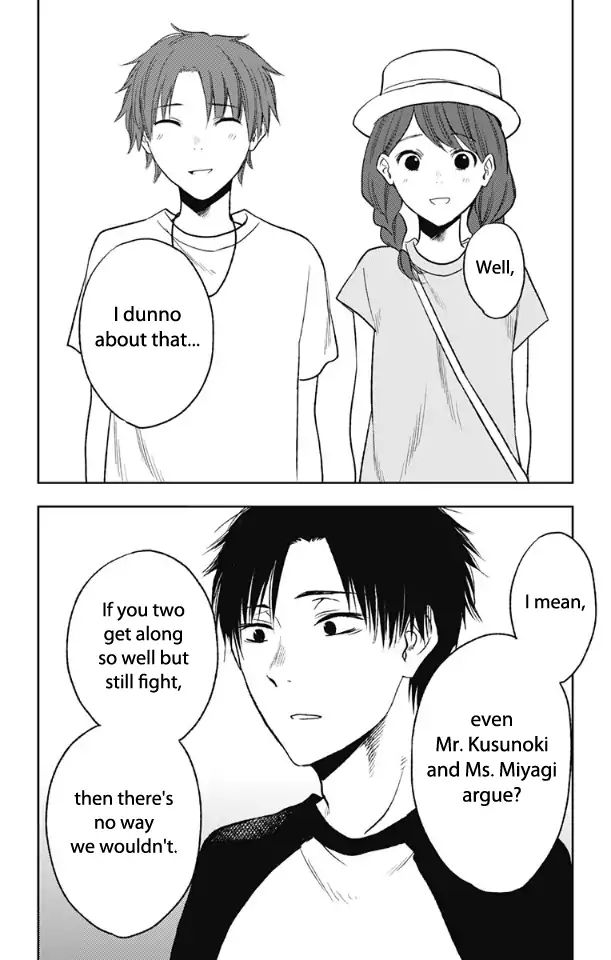 Well,
I dunno
about that...
I mean,
even
Mr. Kusunoki
and Ms. Miyagi
argue?
If you two
get along
so well but
still fight,
then there's
no way
we wouldn't.